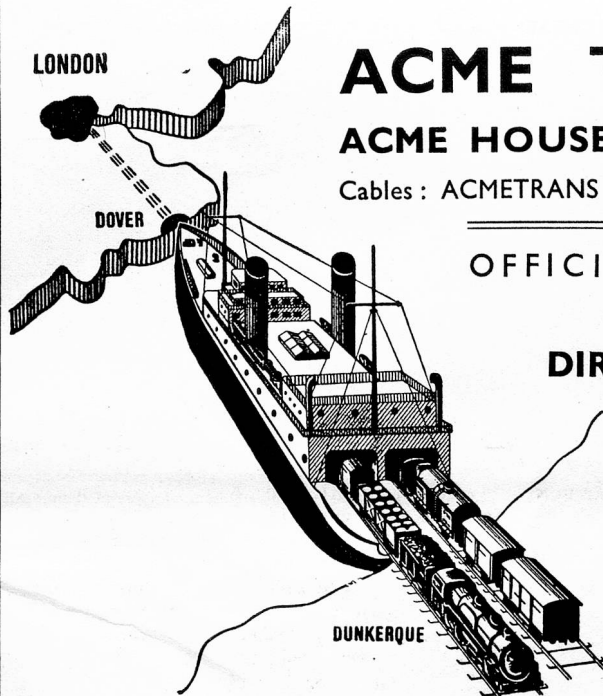 LONDON
DOVER
DUNKERQUE
ACME T
ACME HOUSE
Cables : ACMETRANS
OFFICI
DIR